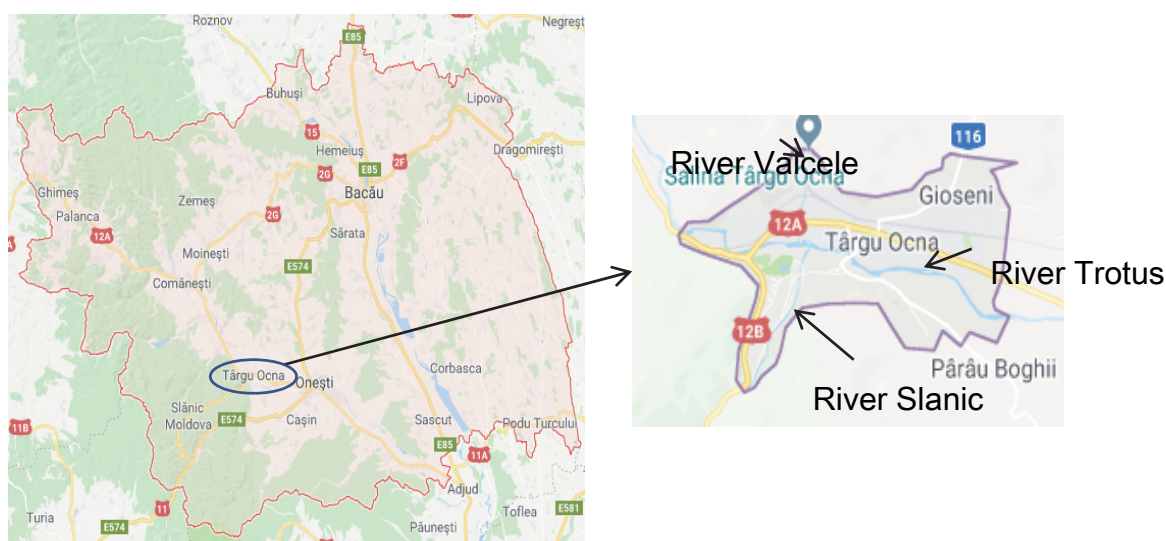 Roznov
Negreşt
E85
Buhuşi
Lipova
15
Hemeiuş
Dragomireşti
E85
2F
2G
Bacău
Ghimeş
Palanca
Zemeş
2G
12A
Sărata
Moineşti
E574
Comăneşti
Târgu Ocna
Oneşti
Corbasca
Slănic
Moldova
E574
Caşin
Sascut
Podu Turcului
11B
E85
11A
Adjud
11
Turia
E574
Păuneşti
Toflea
E581
116
River Valcele
Salina Târgu Ocna
Gioseni
12A
Târgu Ocna
River Trotus
12B
Pârâu Boghii
River Slanic